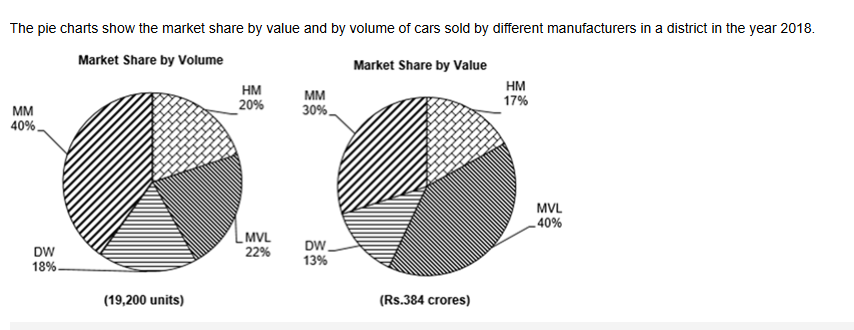 The pie charts show the market share by value and by volume of cars sold by different manufacturers in a district in the year 2018.
Market Share by Volume
HM
20%
MM
40%
MVL
22%
DW
18%
(19,200 units)
Market Share by Value
HM
17%
MM
30%
MVL
40%
DW
13%
(Rs.384 crores)